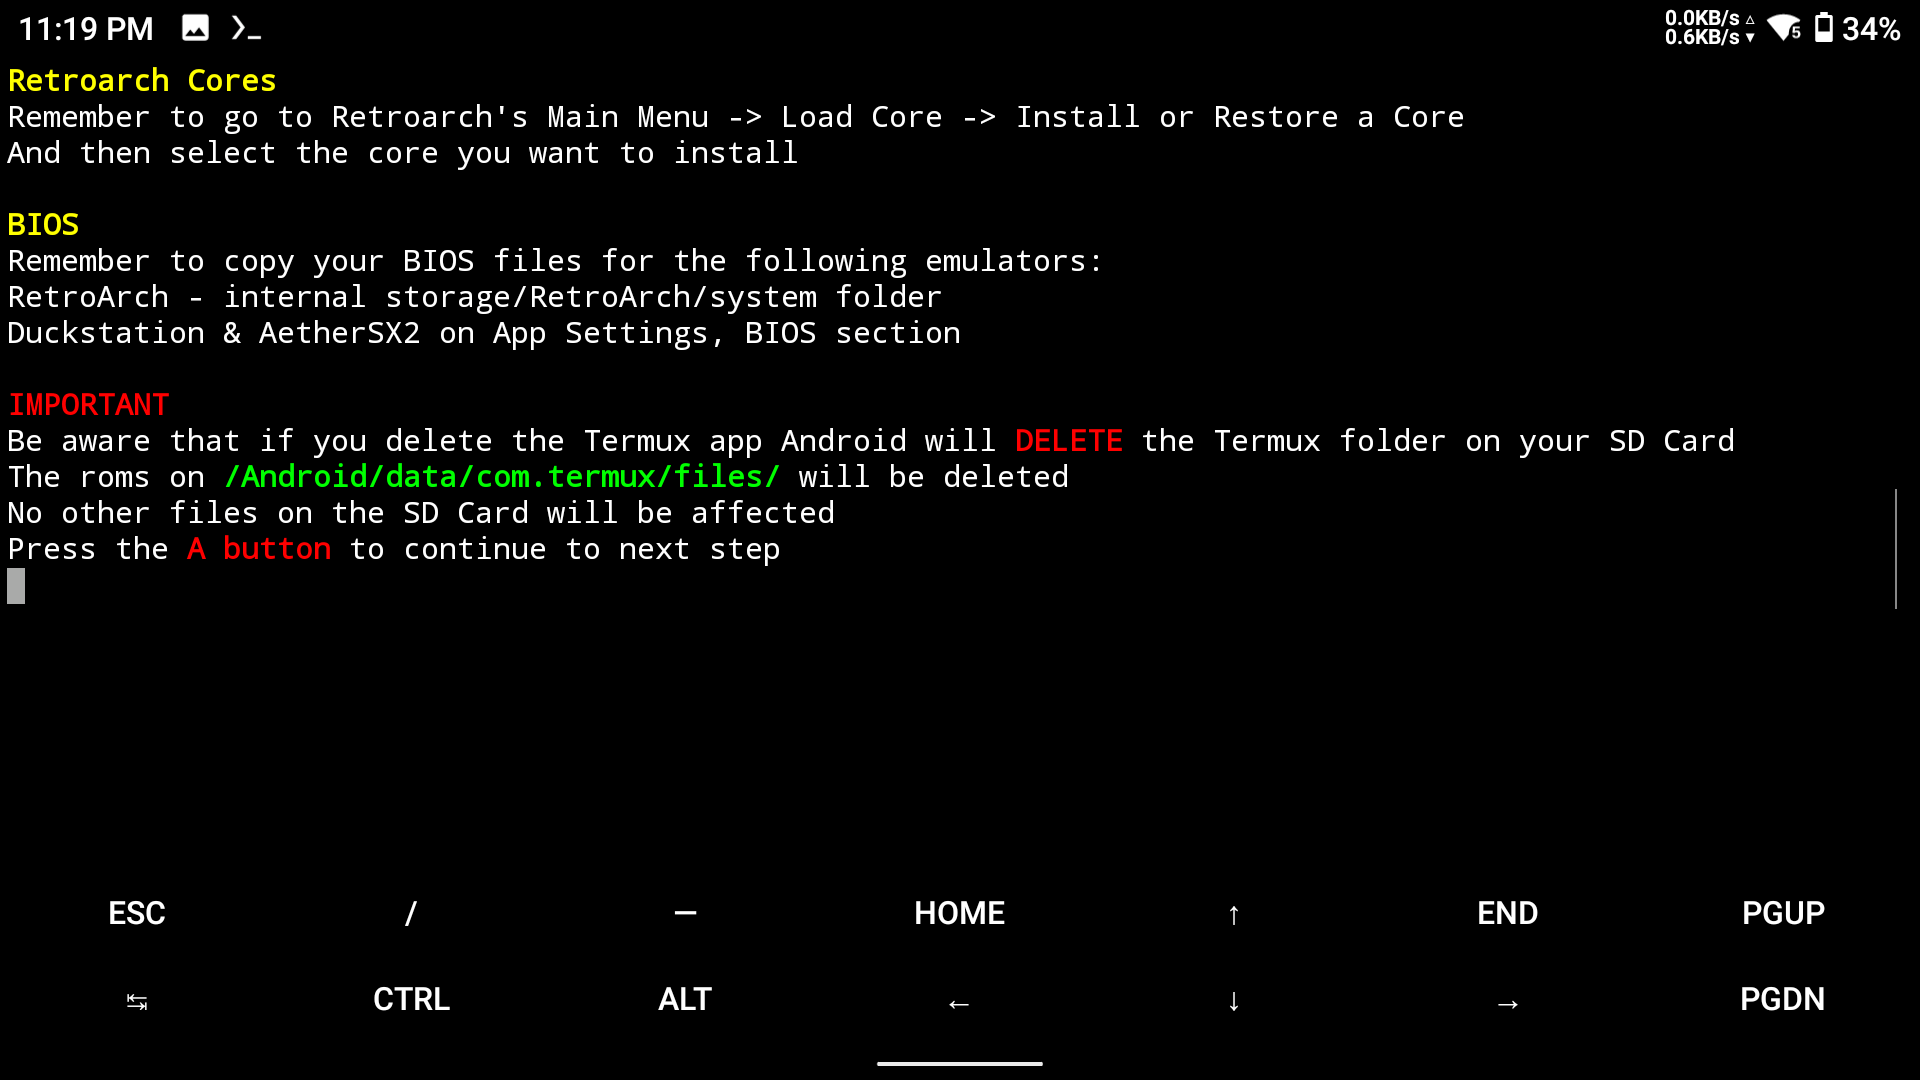 11:19 PM
0.0KB/s △
0.6KB/s ▼
5
34%
Retroarch Cores
Remember to go to Retroarch's Main Menu -> Load Core -> Install or Restore a Core
And then select the core you want to install
BIOS
Remember to copy your BIOS files for the following emulators:
RetroArch - internal storage/RetroArch/system folder
Duckstation & AetherSX2 on App Settings, BIOS section
IMPORTANT
Be aware that if you delete the Termux app Android will DELETE the Termux folder on your SD Card
The roms on /Android/data/com.termux/files/ will be deleted
No other files on the SD Card will be affected
Press the A button to continue to next step
ESC / — HOME ↑ END PGUP
↹ CTRL ALT ← ↓ → PGDN